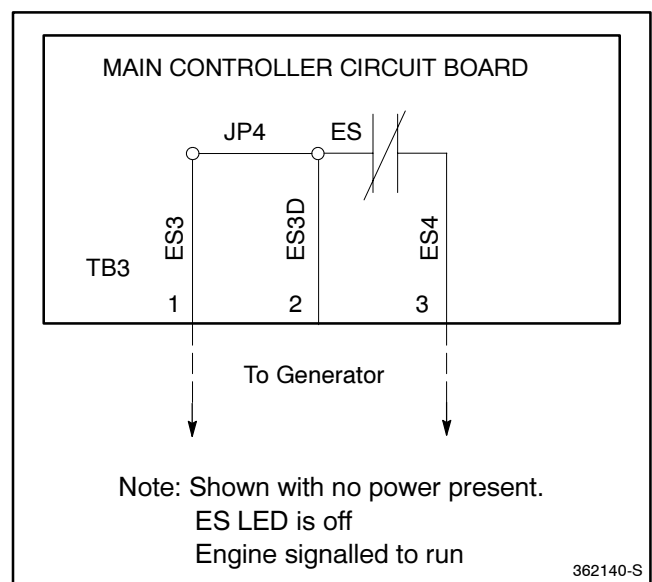 MAIN CONTROLLER CIRCUIT BOARD
JP4
ES
ES3
ES3D
ES4
TB3
1
2
3
To Generator
Note: Shown with no power present.
ES LED is off
Engine signalled to run
362140-S